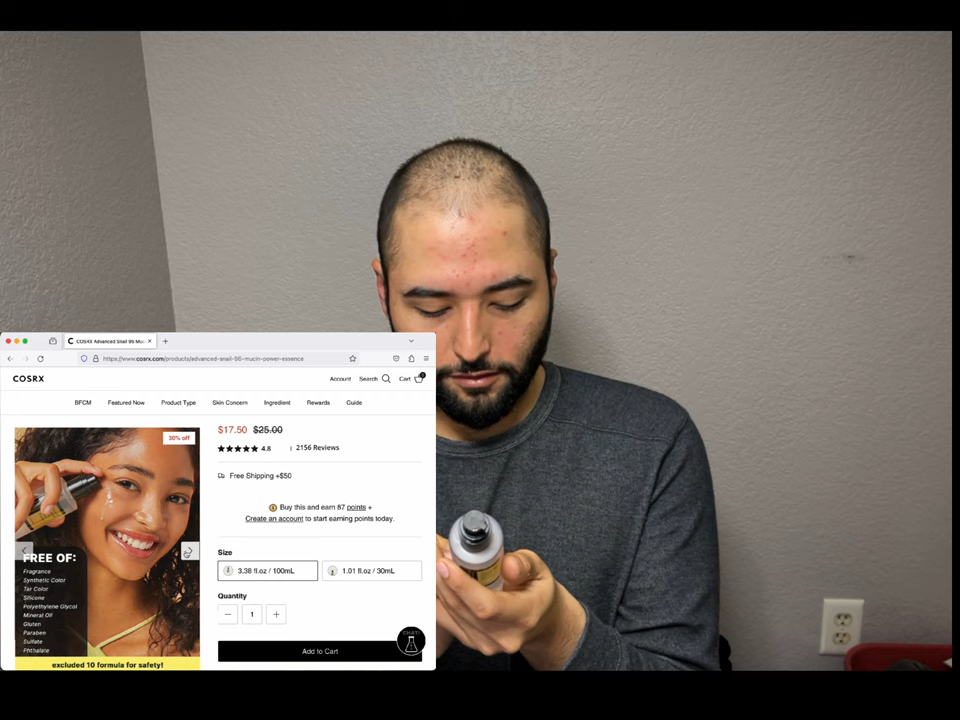 COSRX Advanced Snail 96 Muc
https://www.cosrx.com/products/advanced-snail-96-mucin-power-essence
COSRX
Account Search Cart 0
BFCM Featured Now Product Type Skin Concern Ingredient Rewards Guide
30% off
$17.50 $25.00
4.8 | 2156 Reviews
Free Shipping +$50
Buy this and earn 87 points +
Create an account to start earning points today.
Size
3.38 fl.oz / 100mL 1.01 fl.oz / 30mL
Quantity
1
Add to Cart
CHAT!
FREE OF:
Fragrance
Synthetic Color
Tar Color
Silicone
Polyethylene Glycol
Mineral Oil
Gluten
Paraben
Sulfate
Phthalate
excluded 10 formula for safety!